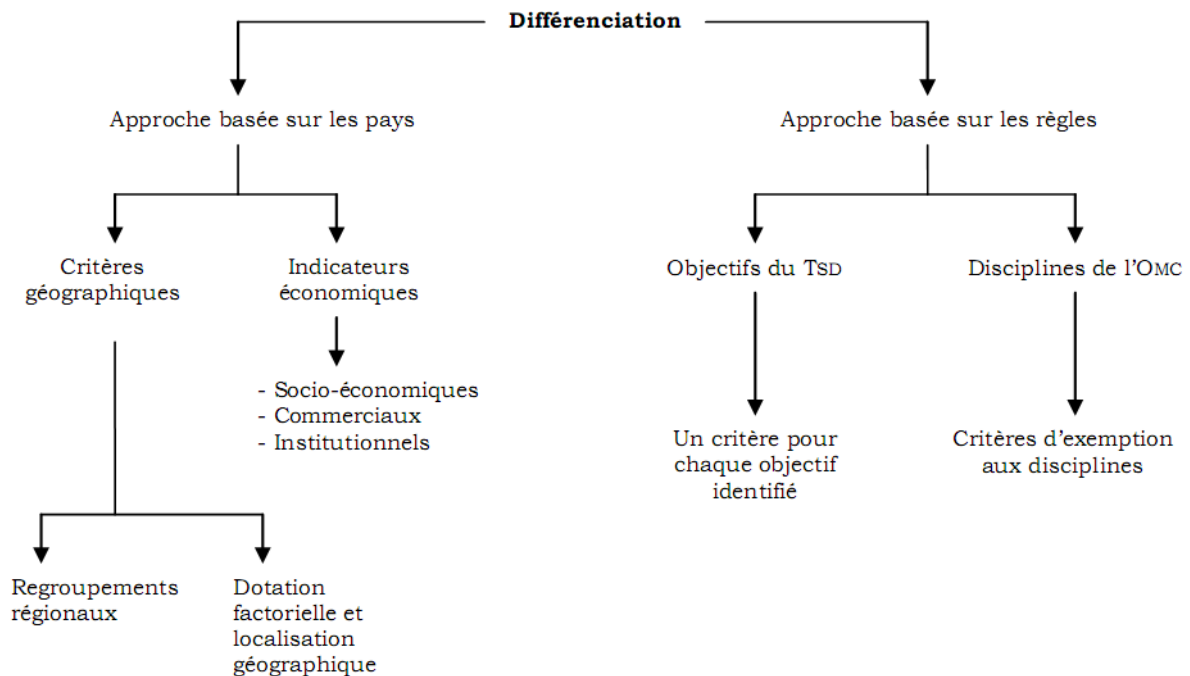 Différenciation
Approche basée sur les pays
Approche basée sur les règles
Critères
géographiques
Indicateurs
économiques
Objectifs du TSD
Disciplines de l'OMC
- Socio-économiques
- Commerciaux
- Institutionnels
Un critère pour
chaque objectif
identifié
Critères d'exemption
aux disciplines
Regroupements
régionaux
Dotation
factorielle et
localisation
géographique